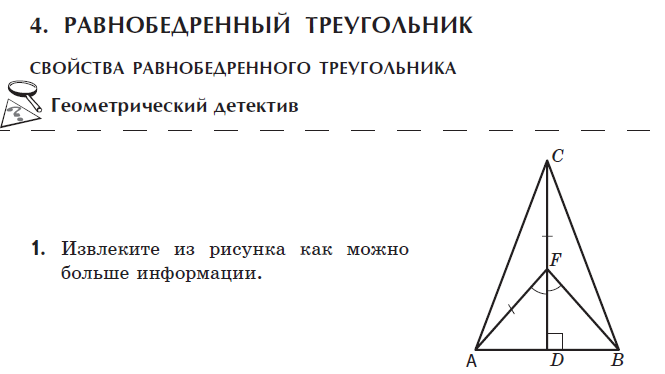 4. РАВНОБЕДРЕННЫЙ ТРЕУГОЛЬНИК
СВОЙСТВА РАВНОБЕДРЕННОГО ТРЕУГОЛЬНИКА
Геометрический детектив
1. Извлеките из рисунка как можно
больше информации.
C
F
A
D
B